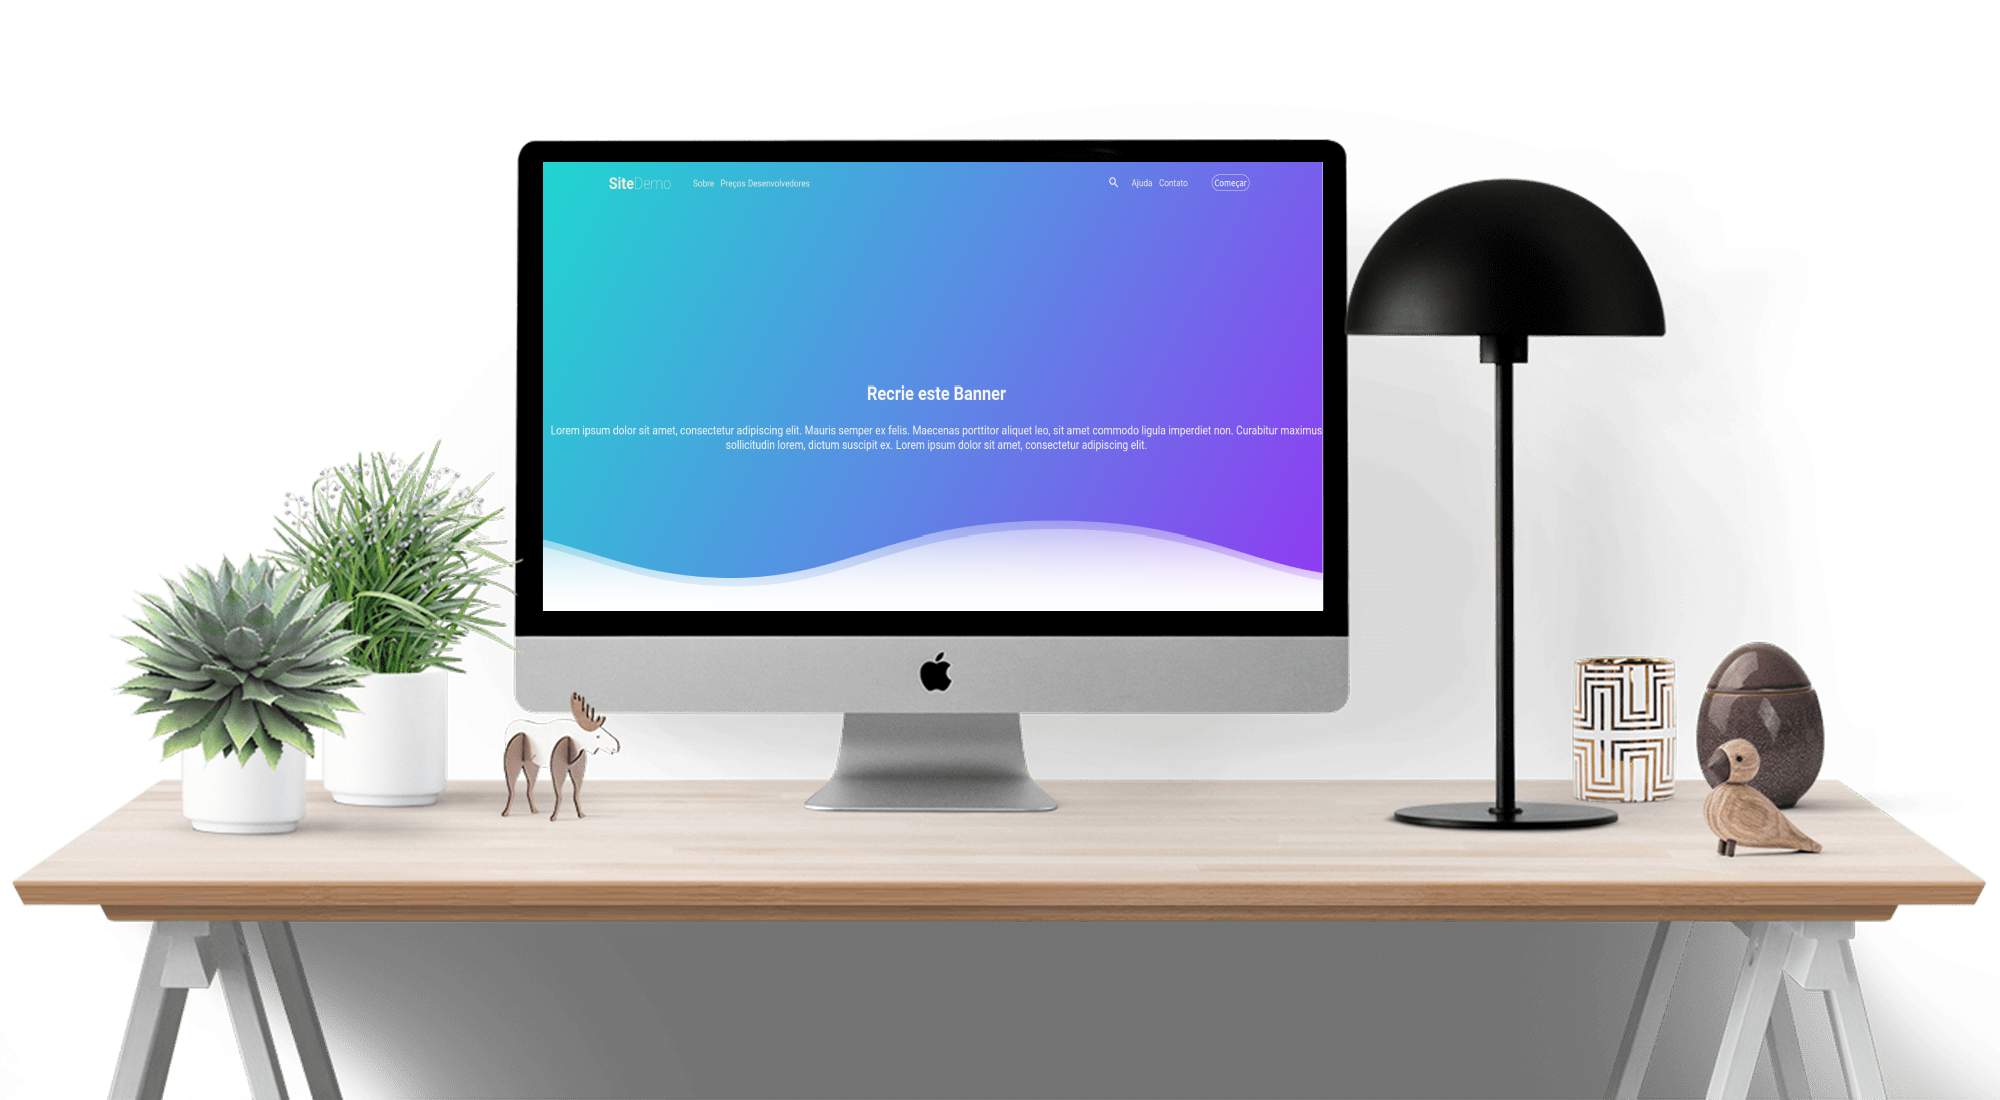 SiteDemo Sobre Preços Desenvolvedores Ajuda Contato Começar
Recrie este Banner
Lorem ipsum dolor sit amet, consectetur adipiscing elit. Mauris semper ex felis. Maecenas porttitor aliquet leo, sit amet commodo ligula imperdiet non. Curabitur maximus
sollicitudin lorem, dictum suscipit ex. Lorem ipsum dolor sit amet, consectetur adipiscing elit.